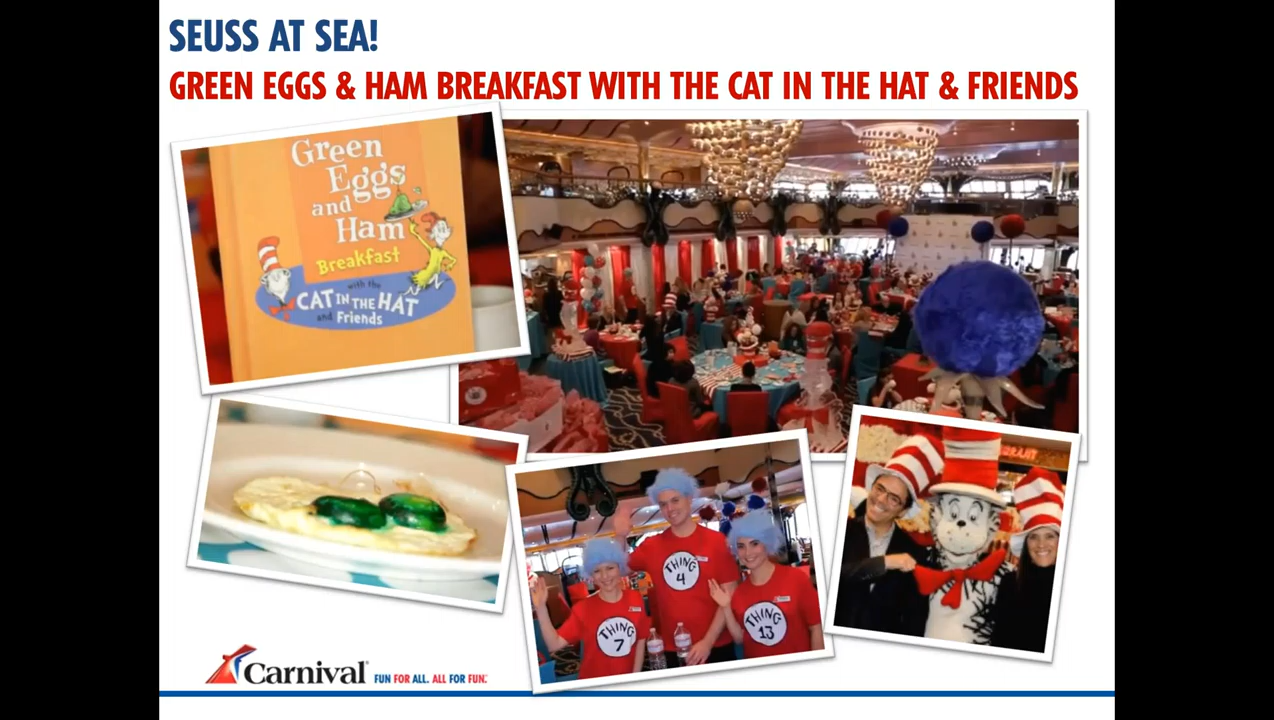 SEUSS AT SEA!
GREEN EGGS & HAM BREAKFAST WITH THE CAT IN THE HAT & FRIENDS
Green
Eggs
and
Ham
Breakfast
with the
CAT IN THE HAT
and Friends
THING
7
THING
4
THING
13
Carnival® FUN FOR ALL. ALL FOR FUN.